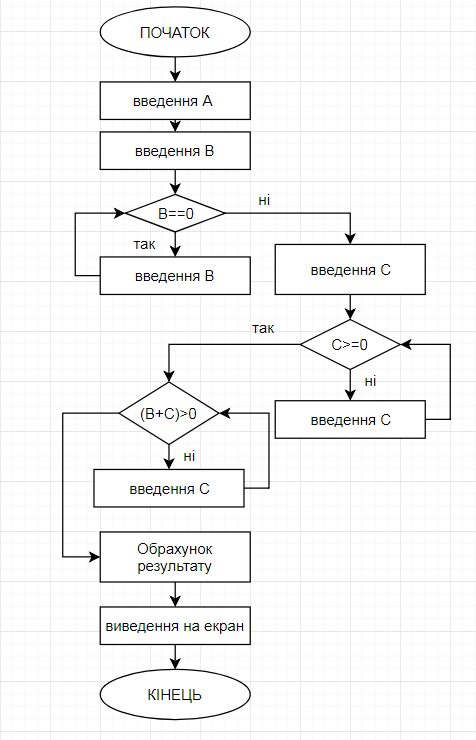 ПОЧАТОК
введення А
введення В
В==0
ні
так
введення В
введення С
С>=0
так
ні
введення С
(В+С)>0
ні
введення С
Обрахунок
результату
виведення на екран
КІНЕЦЬ